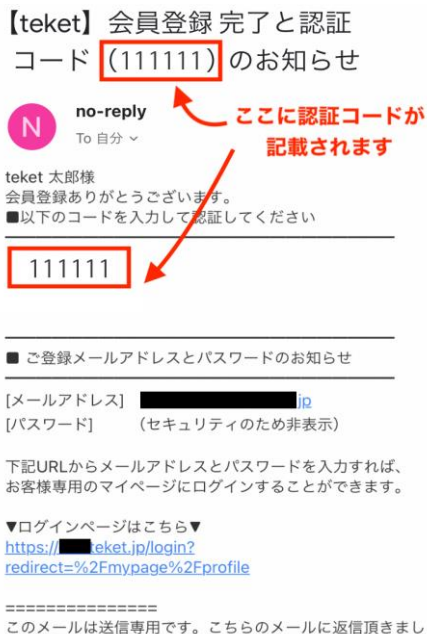 【teket】会員登録 完了と認証
コード（111111）のお知らせ
N
no-reply
To 自分
ここに認証コードが
記載されます
teket 太郎様
会員登録ありがとうございます。
■以下のコードを入力して認証してください
111111
■ ご登録メールアドレスとパスワードのお知らせ
[メールアドレス] jp
[パスワード] （セキュリティのため非表示）
下記URLからメールアドレスとパスワードを入力すれば、
お客様専用のマイページにログインすることができます。
▼ログインページはこちら▼
https://teket.jp/login?
redirect=%2Fmypage%2Fprofile
===============
このメールは送信専用です。こちらのメールに返信頂きまし